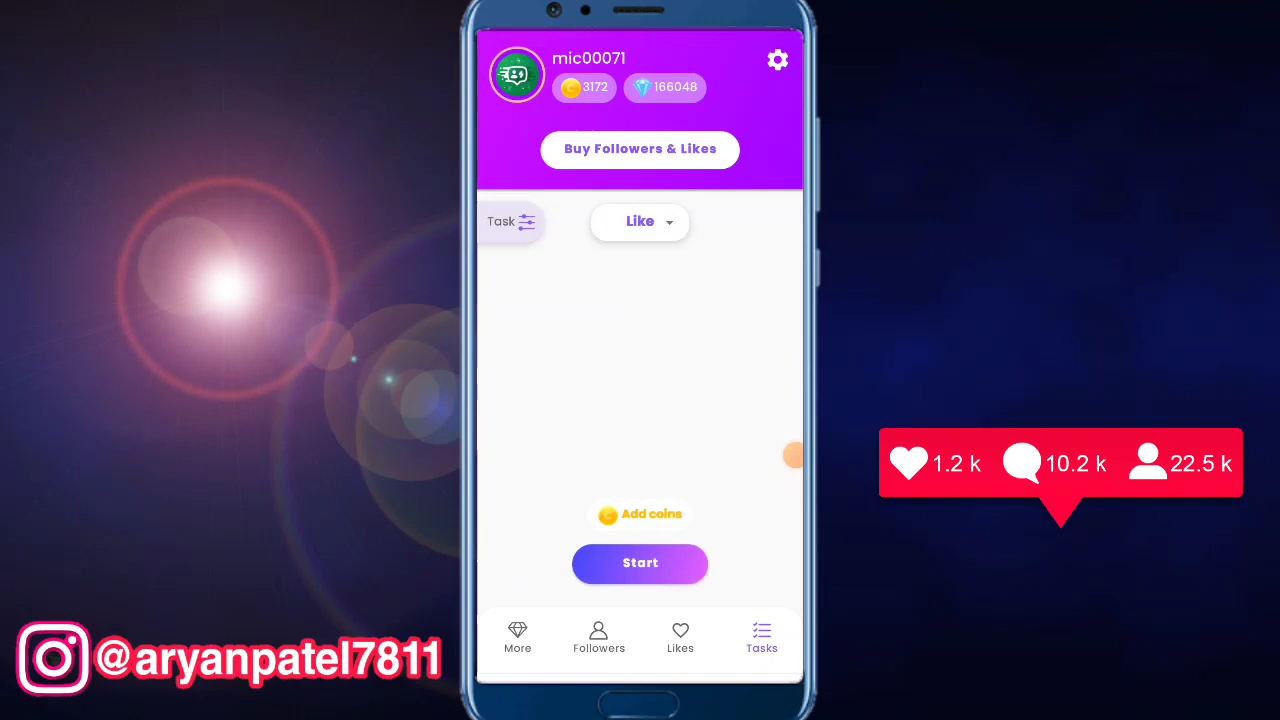 mic00071
3172 166048
Buy Followers & Likes
Task Like
1.2 k 10.2 k 22.5 k
Add coins
Start
More Followers Likes Tasks
@aryanpatel7811